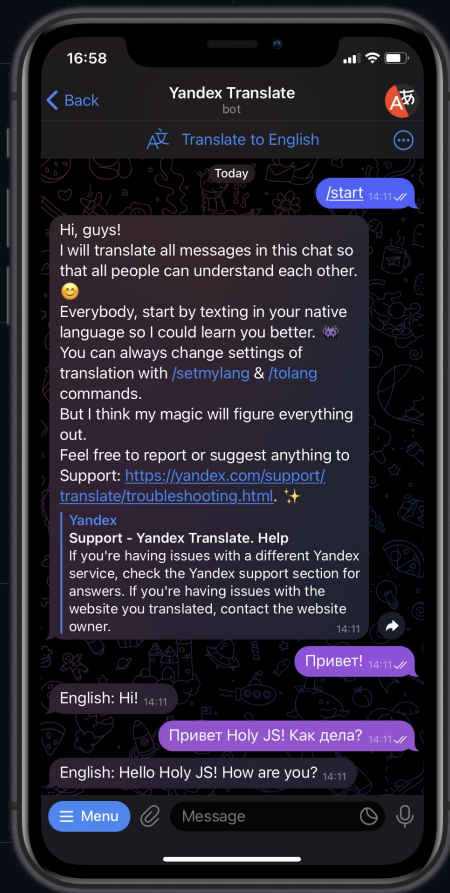 16:58
Back
Yandex Translate
bot
Translate to English
Today
/start 14:11
Hi, guys!
I will translate all messages in this chat so
that all people can understand each other.
😊
Everybody, start by texting in your native
language so I could learn you better. 👾
You can always change settings of
translation with /setmylang & /tolang
commands.
But I think my magic will figure everything
out.
Feel free to report or suggest anything to
Support: https://yandex.com/support/
translate/troubleshooting.html. ✨
Yandex
Support - Yandex Translate. Help
If you're having issues with a different Yandex
service, check the Yandex support section for
answers. If you're having issues with the
website you translated, contact the website
owner.
14:11
Привет! 14:11
English: Hi! 14:11
Привет Holy JS! Как дела? 14:11
English: Hello Holy JS! How are you? 14:11
Menu
Message